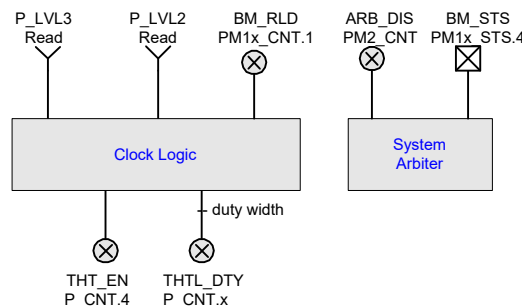 P_LVL3
Read
P_LVL2
Read
BM_RLD
PM1x_CNT.1
ARB_DIS
PM2_CNT
BM_STS
PM1x_STS.4
Clock Logic
System
Arbiter
duty width
THT_EN
P_CNT.4
THTL_DTY
P_CNT.x